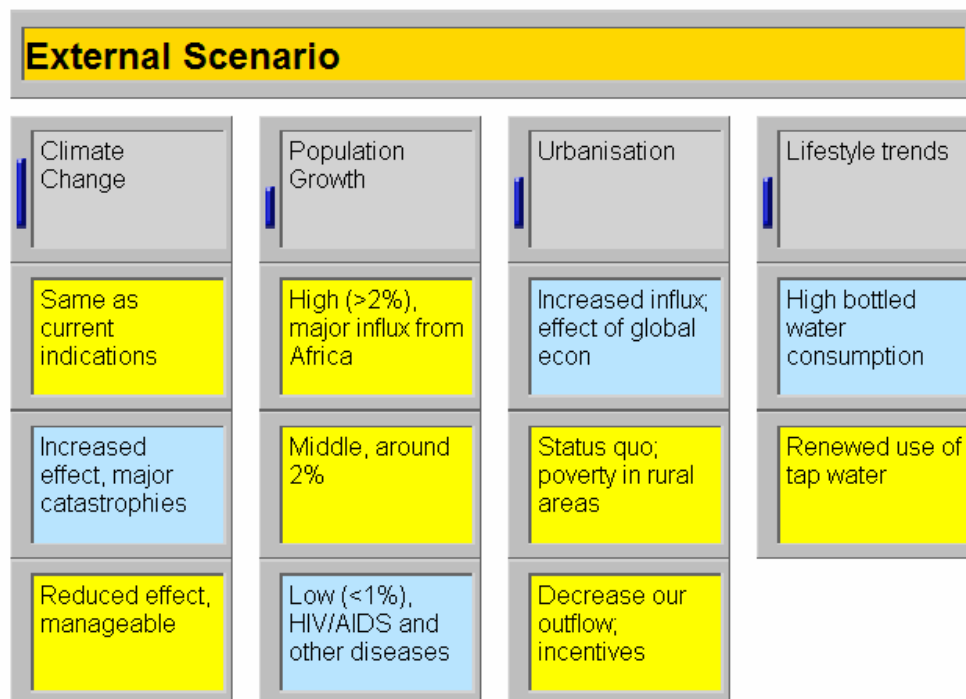 External Scenario
Climate
Change
Population
Growth
Urbanisation
Lifestyle trends
Same as
current
indications
High (>2%),
major influx from
Africa
Increased influx;
effect of global
econ
High bottled
water
consumption
Increased
effect, major
catastrophies
Middle, around
2%
Status quo;
poverty in rural
areas
Renewed use of
tap water
Reduced effect,
manageable
Low (<1%),
HIV/AIDS and
other diseases
Decrease our
outflow;
incentives